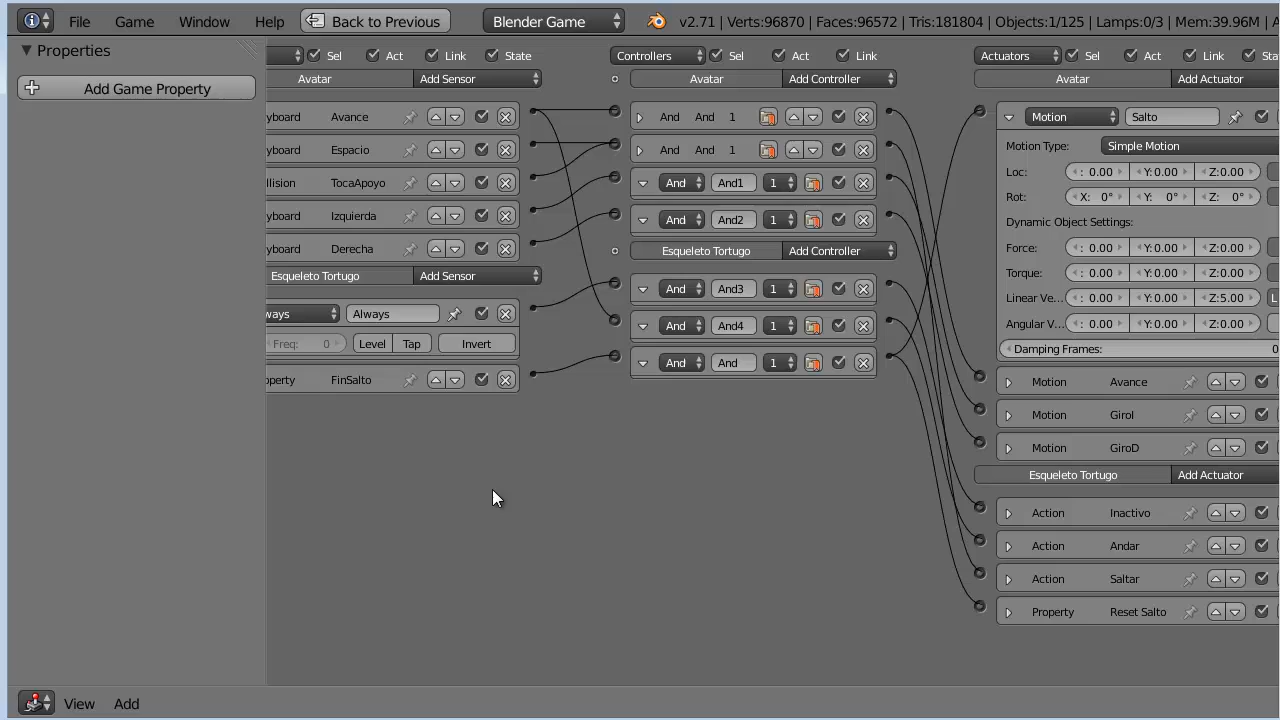 File Game Window Help Back to Previous Blender Game v2.71 | Verts:96870 | Faces:96572 | Tris:181804 | Objects:1/125 | Lamps:0/3 | Mem:39.96M | A
Properties
Add Game Property
Sel Act Link State
Avatar Add Sensor
yboard Avance
yboard Espacio
llision TocaApoyo
yboard Izquierda
yboard Derecha
Esqueleto Tortugo Add Sensor
ways Always
Freq: 0 Level Tap Invert
operty FinSalto
Controllers Sel Act Link
Avatar Add Controller
And And 1
And And 1
And And1 1
And And2 1
Esqueleto Tortugo Add Controller
And And3 1
And And4 1
And And 1
Actuators Sel Act Link Sta
Avatar Add Actuator
Motion Salto
Motion Type: Simple Motion
Loc: : 0.00 Y: 0.00 Z: 0.00
Rot: X: 0° Y: 0° Z: 0°
Dynamic Object Settings:
Force: : 0.00 Y: 0.00 Z: 0.00
Torque: : 0.00 Y: 0.00 Z: 0.00
Linear Ve... : 0.00 Y: 0.00 Z: 5.00 L
Angular V... : 0.00 Y: 0.00 Z: 0.00
Damping Frames: 0
Motion Avance
Motion GiroI
Motion GiroD
Esqueleto Tortugo Add Actuator
Action Inactivo
Action Andar
Action Saltar
Property Reset Salto
View Add